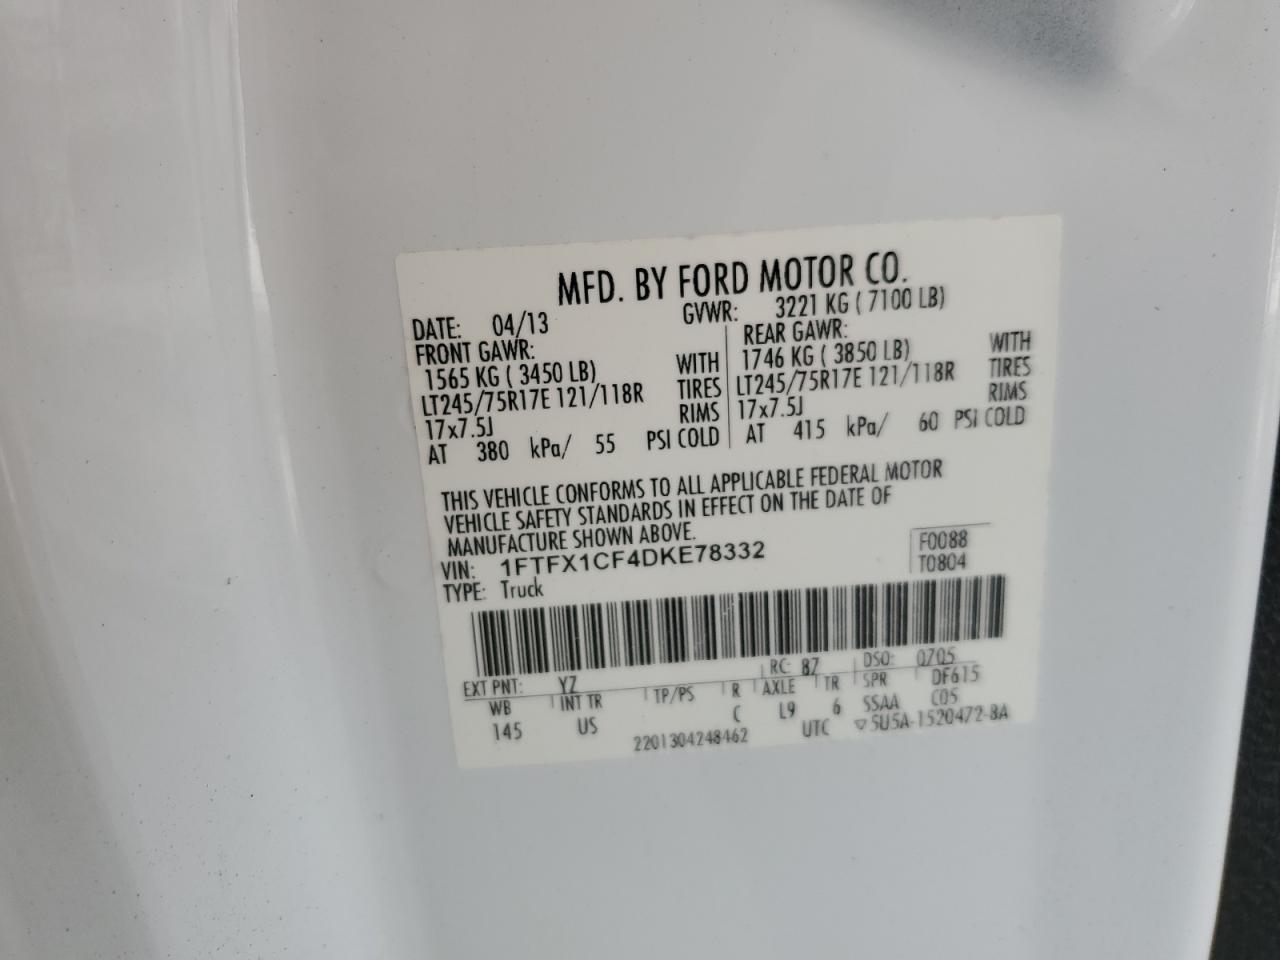 MFD. BY FORD MOTOR CO.
DATE: 04/13 GVWR: 3221 KG ( 7100 LB)
FRONT GAWR: REAR GAWR:
1565 KG ( 3450 LB) WITH 1746 KG ( 3850 LB) WITH
LT245/75R17E 121/118R TIRES LT245/75R17E 121/118R TIRES
17x7.5J RIMS 17x7.5J RIMS
AT 380 kPa/ 55 PSI COLD AT 415 kPa/ 60 PSI COLD
THIS VEHICLE CONFORMS TO ALL APPLICABLE FEDERAL MOTOR
VEHICLE SAFETY STANDARDS IN EFFECT ON THE DATE OF
MANUFACTURE SHOWN ABOVE.
VIN: 1FTFX1CF4DKE78332 F0088
TYPE: Truck T0804
EXT PNT: YZ RC: 87 DSO: 0705
WB INT TR TP/PS R AXLE TR SPR DF615
145 US C L9 6 SSAA C05
2201304248462 UTC ▽5U5A-1520472-BA